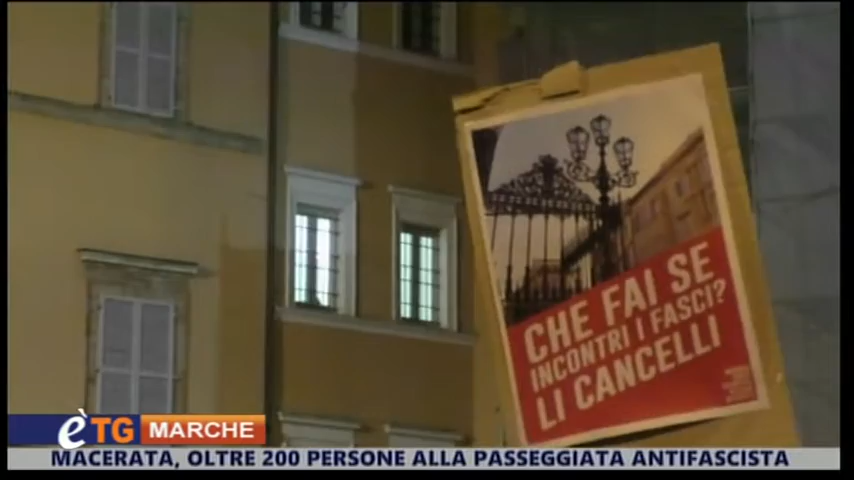 CHE FAI SE
INCONTRI I FASCI?
LI CANCELLI
èTG MARCHE
MACERATA, OLTRE 200 PERSONE ALLA PASSEGGIATA ANTIFASCISTA